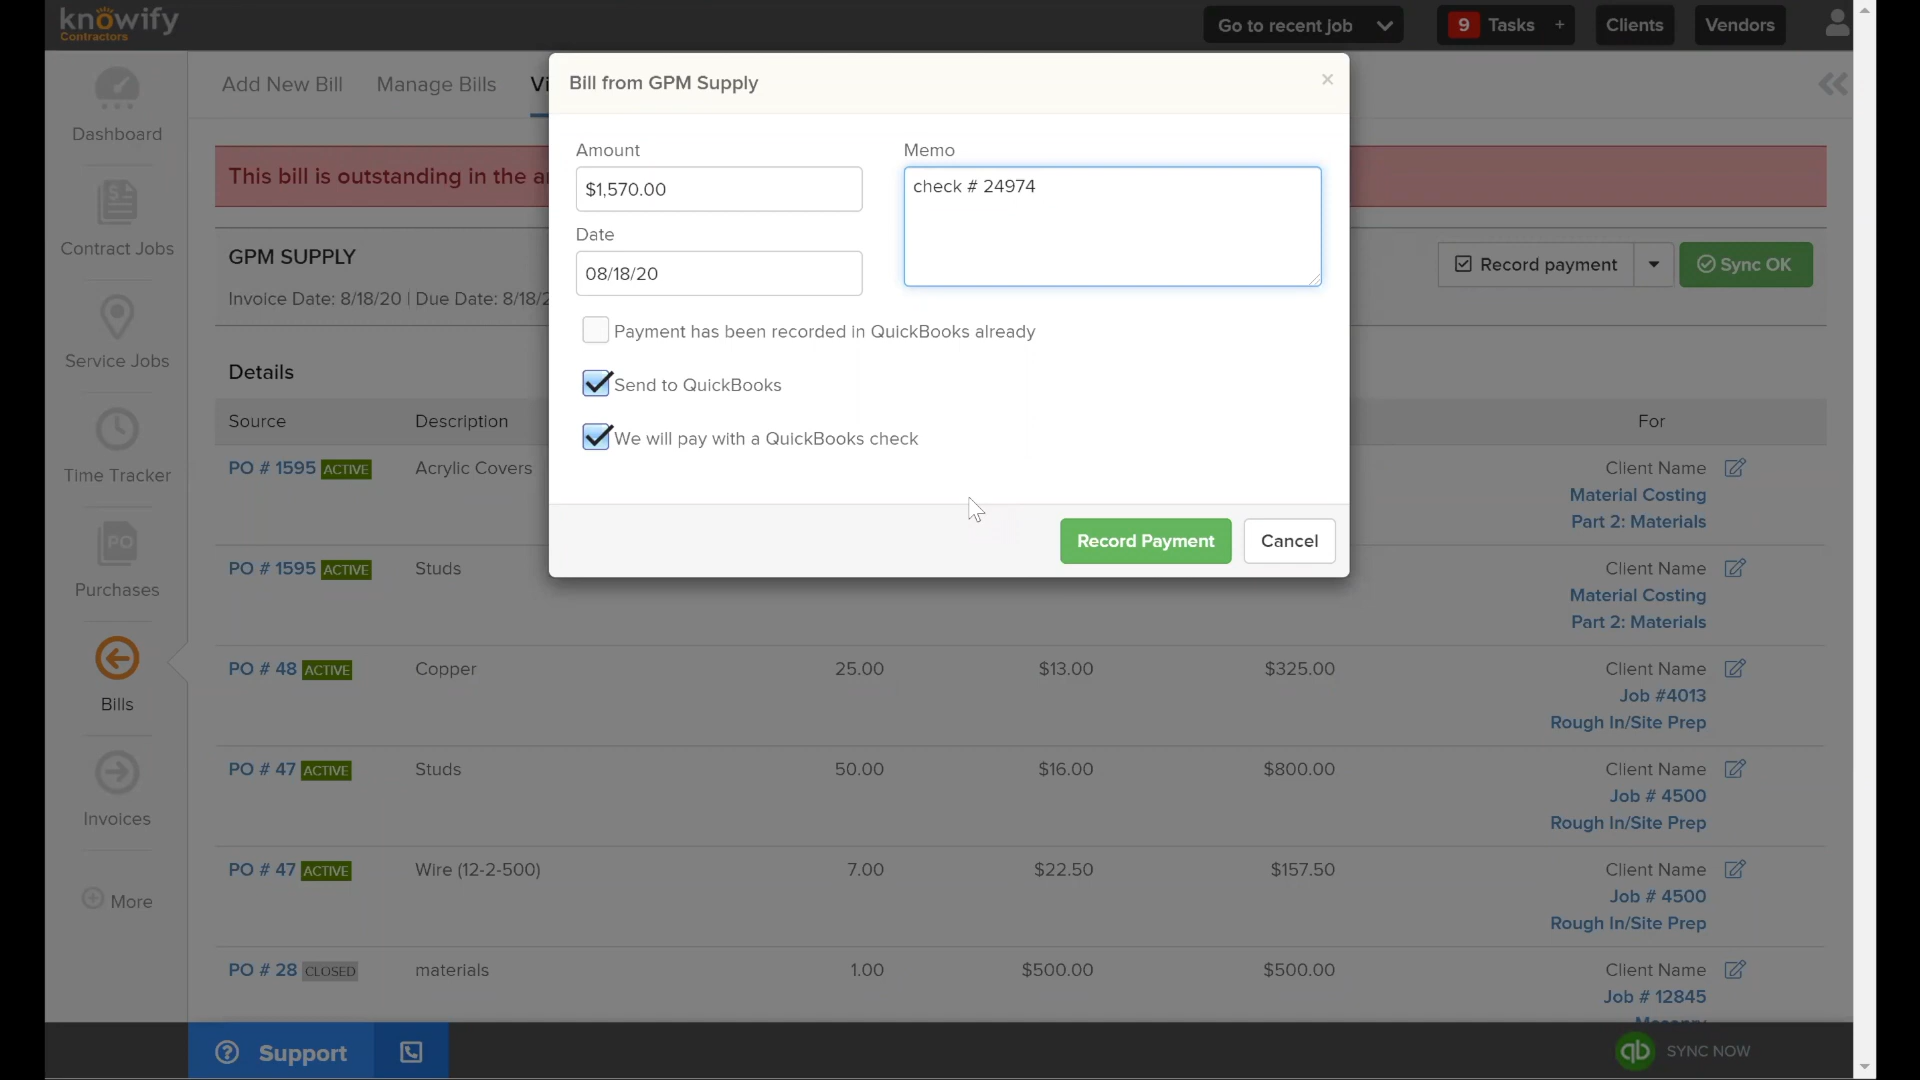 knowify
Contractors
Go to recent job
9 Tasks +
Clients
Vendors
Dashboard
Contract Jobs
Service Jobs
Time Tracker
PO
Purchases
Bills
Invoices
More
Add New Bill
Manage Bills
Vi
This bill is outstanding in the a
GPM SUPPLY
Invoice Date: 8/18/20 | Due Date: 8/18/2
Record payment
Sync OK
Bill from GPM Supply
×
Amount
$1,570.00
Date
08/18/20
Memo
check # 24974
Payment has been recorded in QuickBooks already
Send to QuickBooks
We will pay with a QuickBooks check
Record Payment
Cancel
Details
Source Description For
PO # 1595 ACTIVE Acrylic Covers Client Name
Material Costing
Part 2: Materials
PO # 1595 ACTIVE Studs Client Name
Material Costing
Part 2: Materials
PO # 48 ACTIVE Copper 25.00 $13.00 $325.00 Client Name
Job #4013
Rough In/Site Prep
PO # 47 ACTIVE Studs 50.00 $16.00 $800.00 Client Name
Job # 4500
Rough In/Site Prep
PO # 47 ACTIVE Wire (12-2-500) 7.00 $22.50 $157.50 Client Name
Job # 4500
Rough In/Site Prep
PO # 28 CLOSED materials 1.00 $500.00 $500.00 Client Name
Job # 12845
? Support
qb SYNC NOW